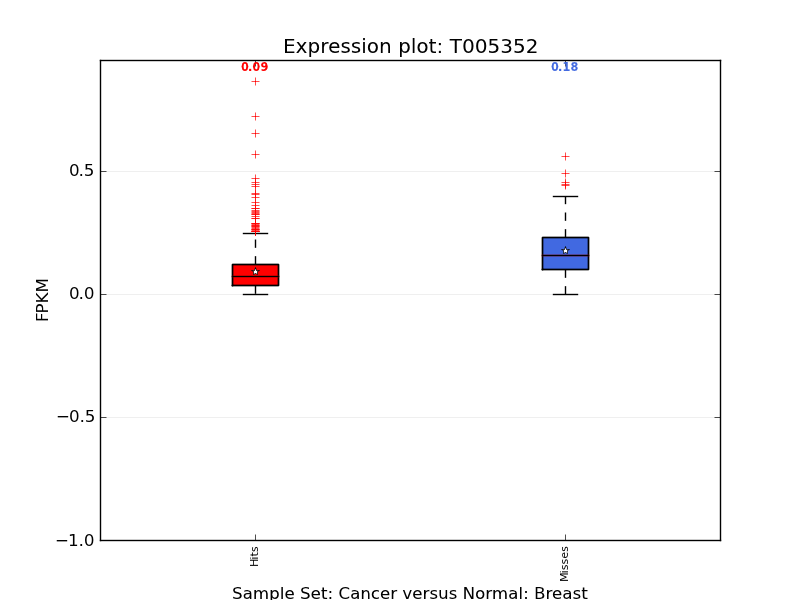 Expression plot: T005352
0.09
0.18
0.5
0.0
−0.5
−1.0
FPKM
Hits
Misses
Sample Set: Cancer versus Normal: Breast